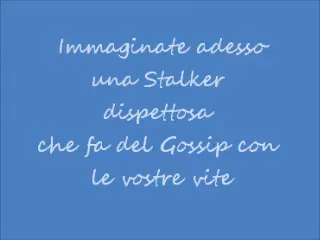 Immaginate adesso
una Stalker
dispettosa
che fa del Gossip con
le vostre vite